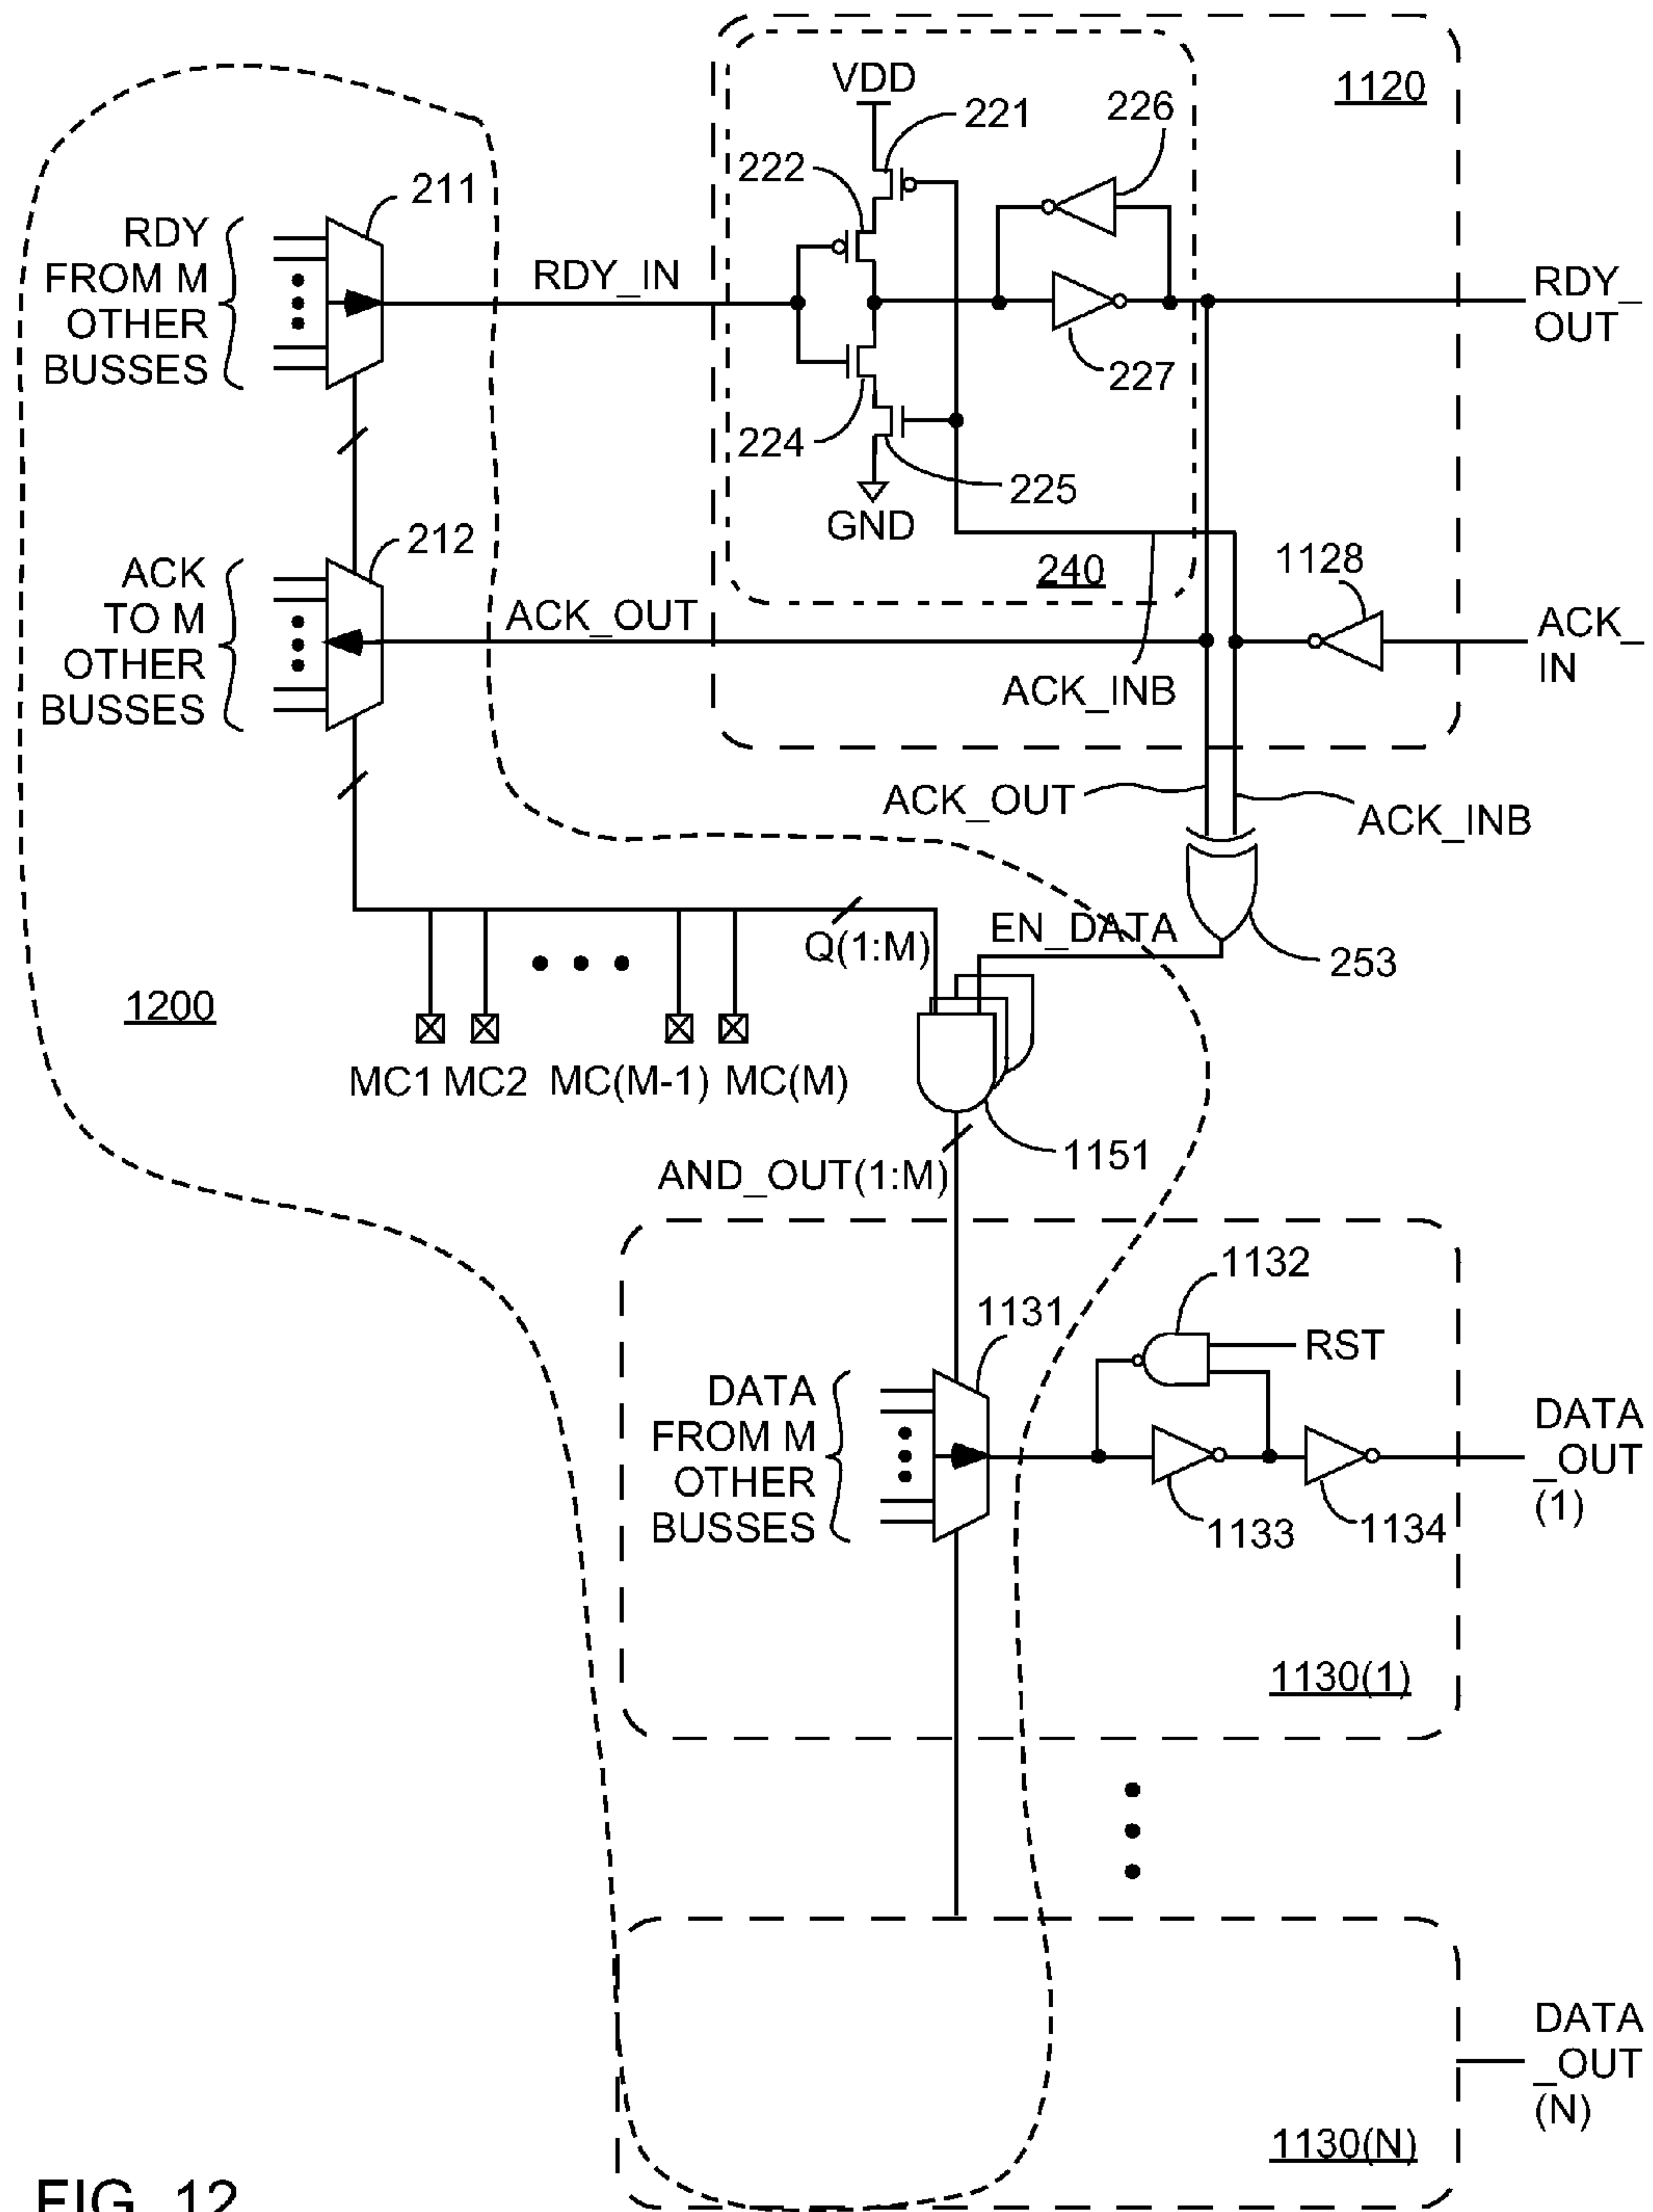 1120
VDD
221
226
222
211
RDY
FROM M
OTHER
BUSSES
RDY_IN
RDY_
OUT
227
224
225
GND
212
240
1128
ACK
TO M
OTHER
BUSSES
ACK_OUT
ACK_
IN
ACK_INB
ACK_OUT
ACK_INB
EN_DATA
Q(1:M)
253
1200
MC1 MC2 MC(M-1) MC(M)
1151
AND_OUT(1:M)
1132
1131
RST
DATA
FROM M
OTHER
BUSSES
DATA
_OUT
(1)
1133
1134
1130(1)
DATA
_OUT
(N)
1130(N)
FIG. 12